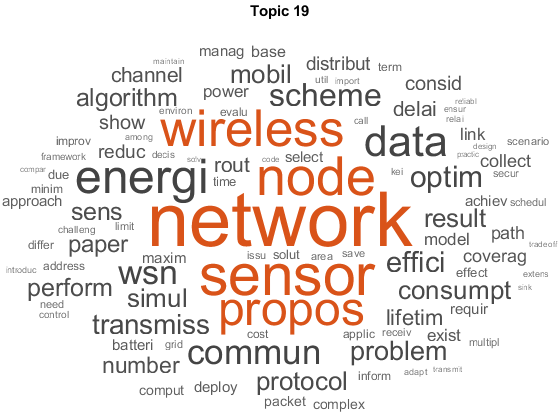 Topic 19
manag base
maintain distribut term
channel mobil util import
power scheme consid reliabl
algorithm environ evalu delai ensur
show wireless call data relai link
improv among design scenario
framework reduc decis solv code select practic collect
compar due energi rout node kei optim secur
minim time
approach sens network achiev schedul
challeng limit result path
differ paper model tradeoff
maxim issu solut area save effici coverag
introduc address wsn sensor effect extens
perform simul consumpt sink
need propos lifetim requir
control transmiss
cost applic receiv exist multipl
batteri grid commun problem
number inform adapt transmit
comput deploy protocol
packet complex